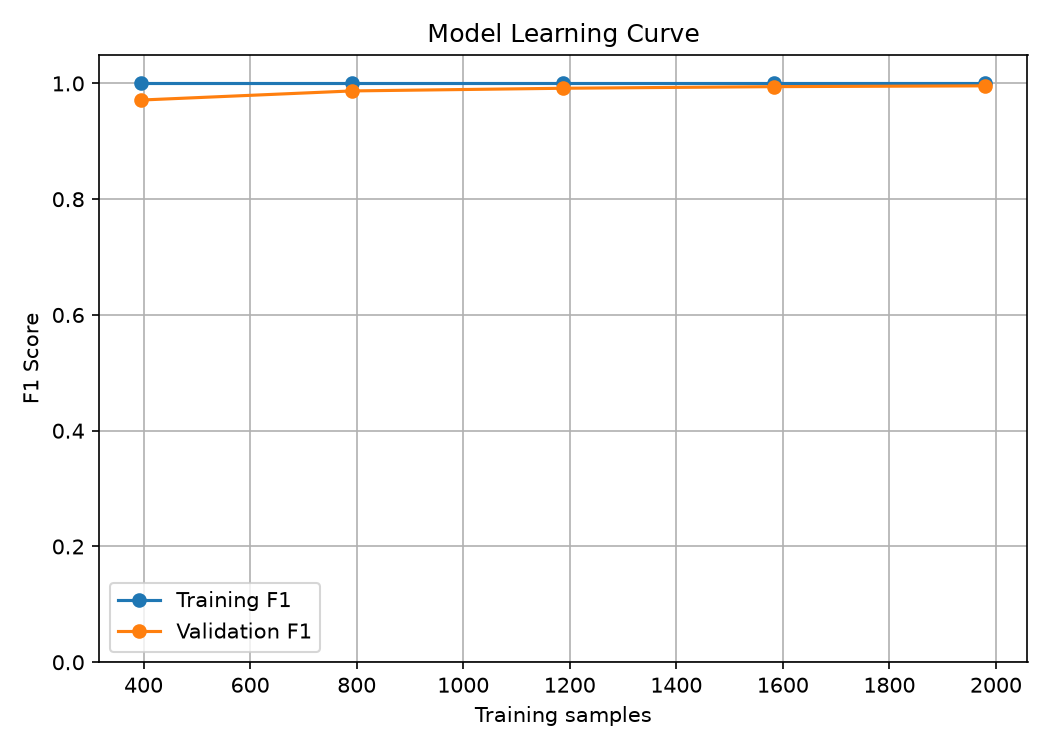 Model Learning Curve
F1 Score
1.0
0.8
0.6
0.4
0.2
0.0
Training F1
Validation F1
400 600 800 1000 1200 1400 1600 1800 2000
Training samples